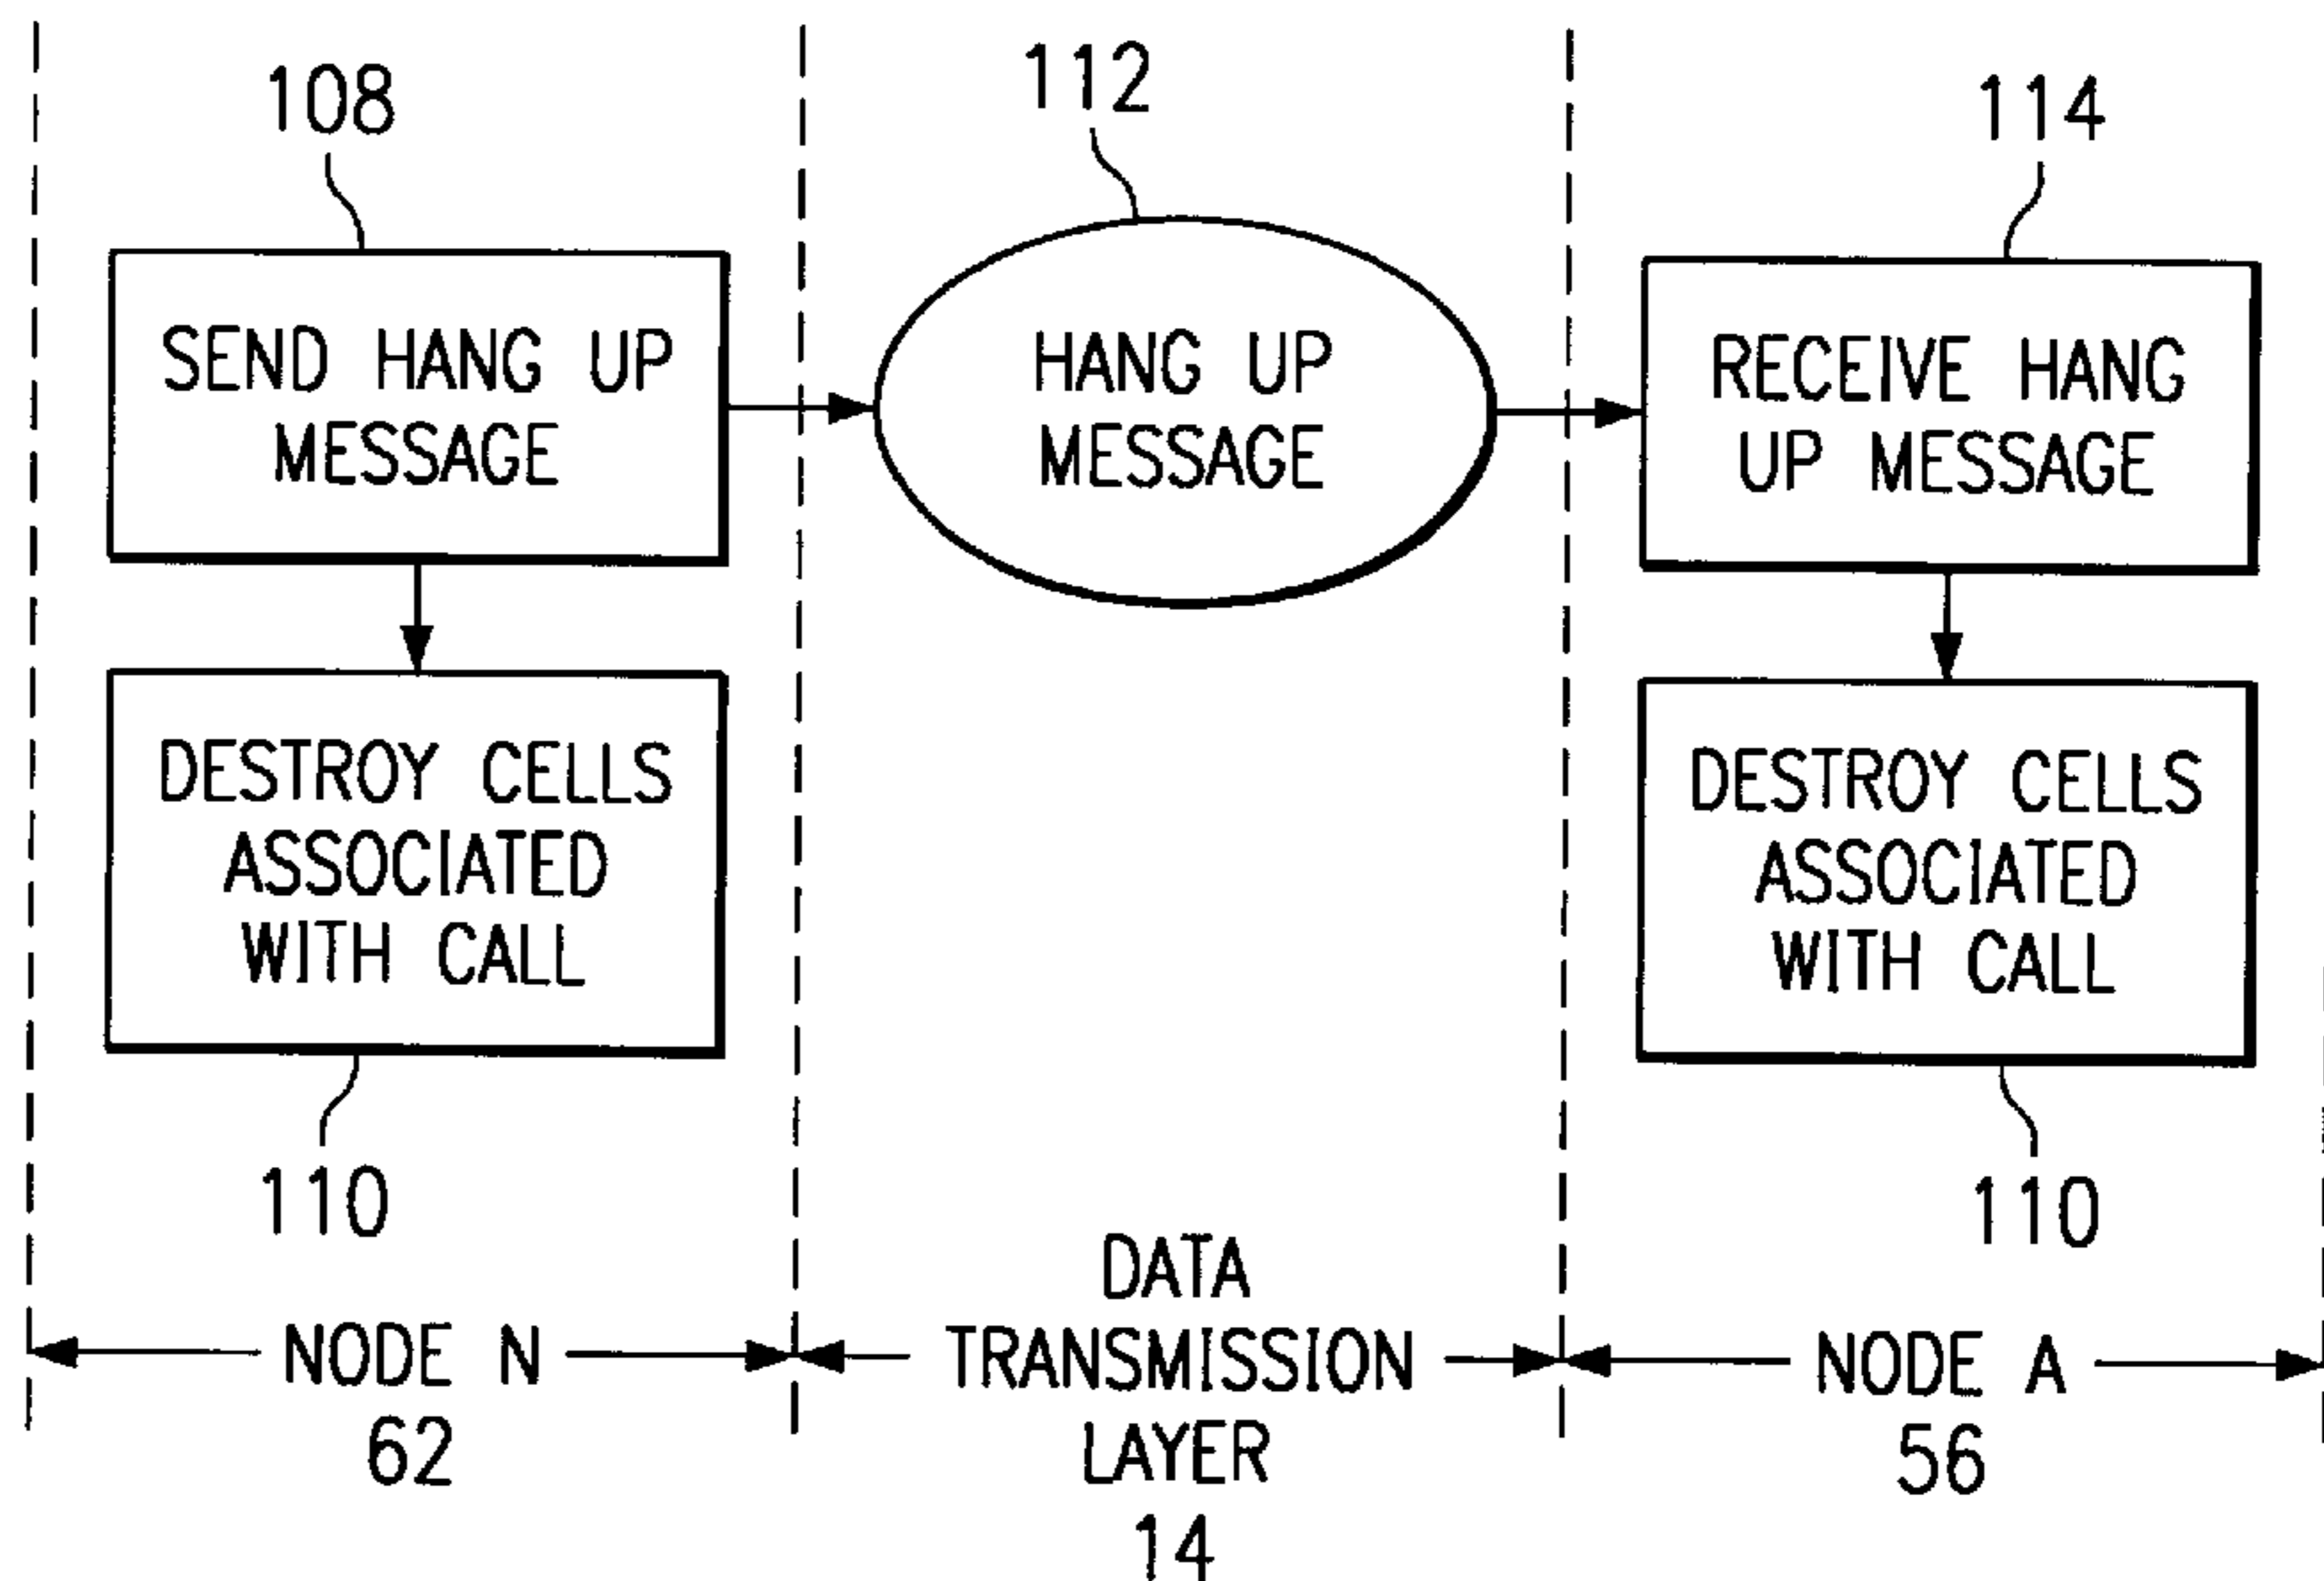 108
112
114
SEND HANG UP
MESSAGE
HANG UP
MESSAGE
RECEIVE HANG
UP MESSAGE
DESTROY CELLS
ASSOCIATED
WITH CALL
DESTROY CELLS
ASSOCIATED
WITH CALL
110
110
NODE N
62
DATA
TRANSMISSION
LAYER
14
NODE A
56